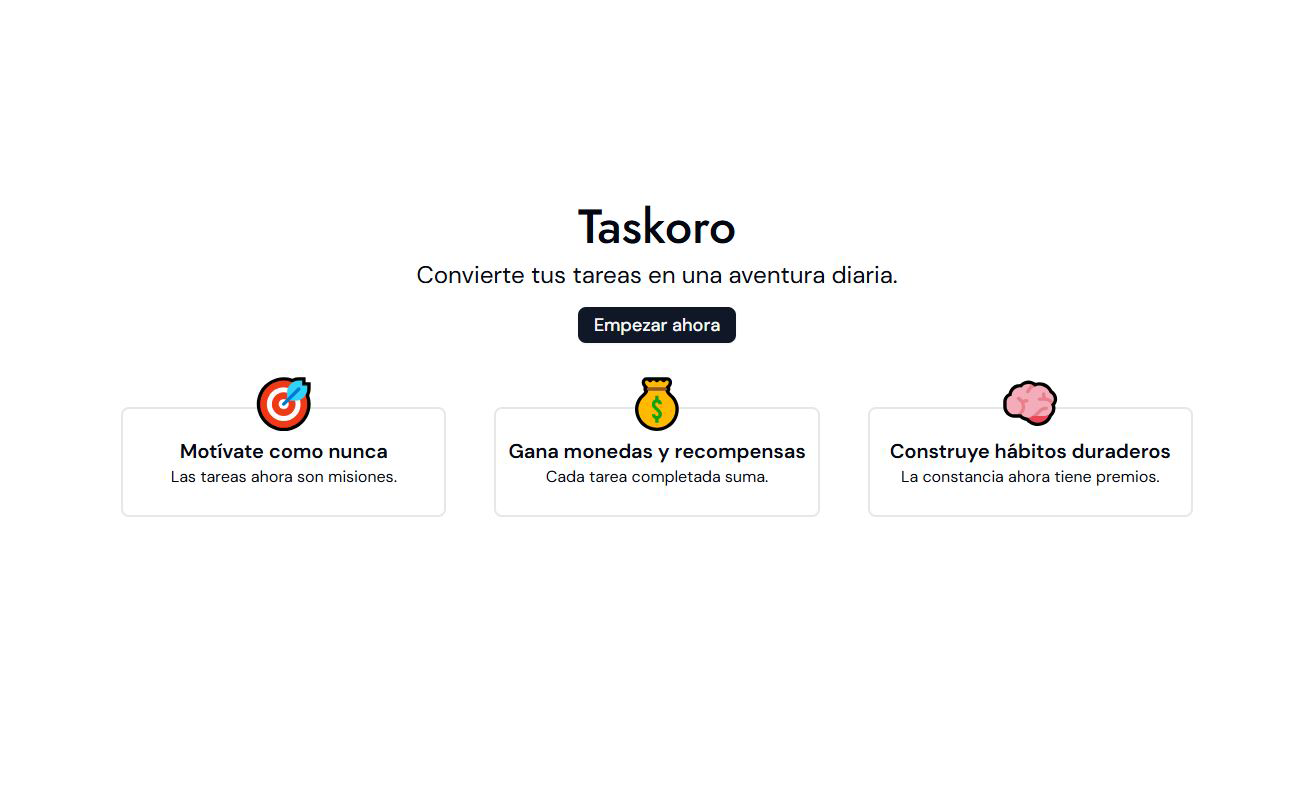 Taskoro
Convierte tus tareas en una aventura diaria.
Empezar ahora
Motívate como nunca
Las tareas ahora son misiones.
Gana monedas y recompensas
Cada tarea completada suma.
Construye hábitos duraderos
La constancia ahora tiene premios.